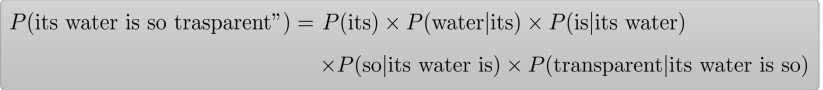 P(its water is so trasparent”) = P(its) × P(water|its) × P(is|its water)
×P(so|its water is) × P(transparent|its water is so)